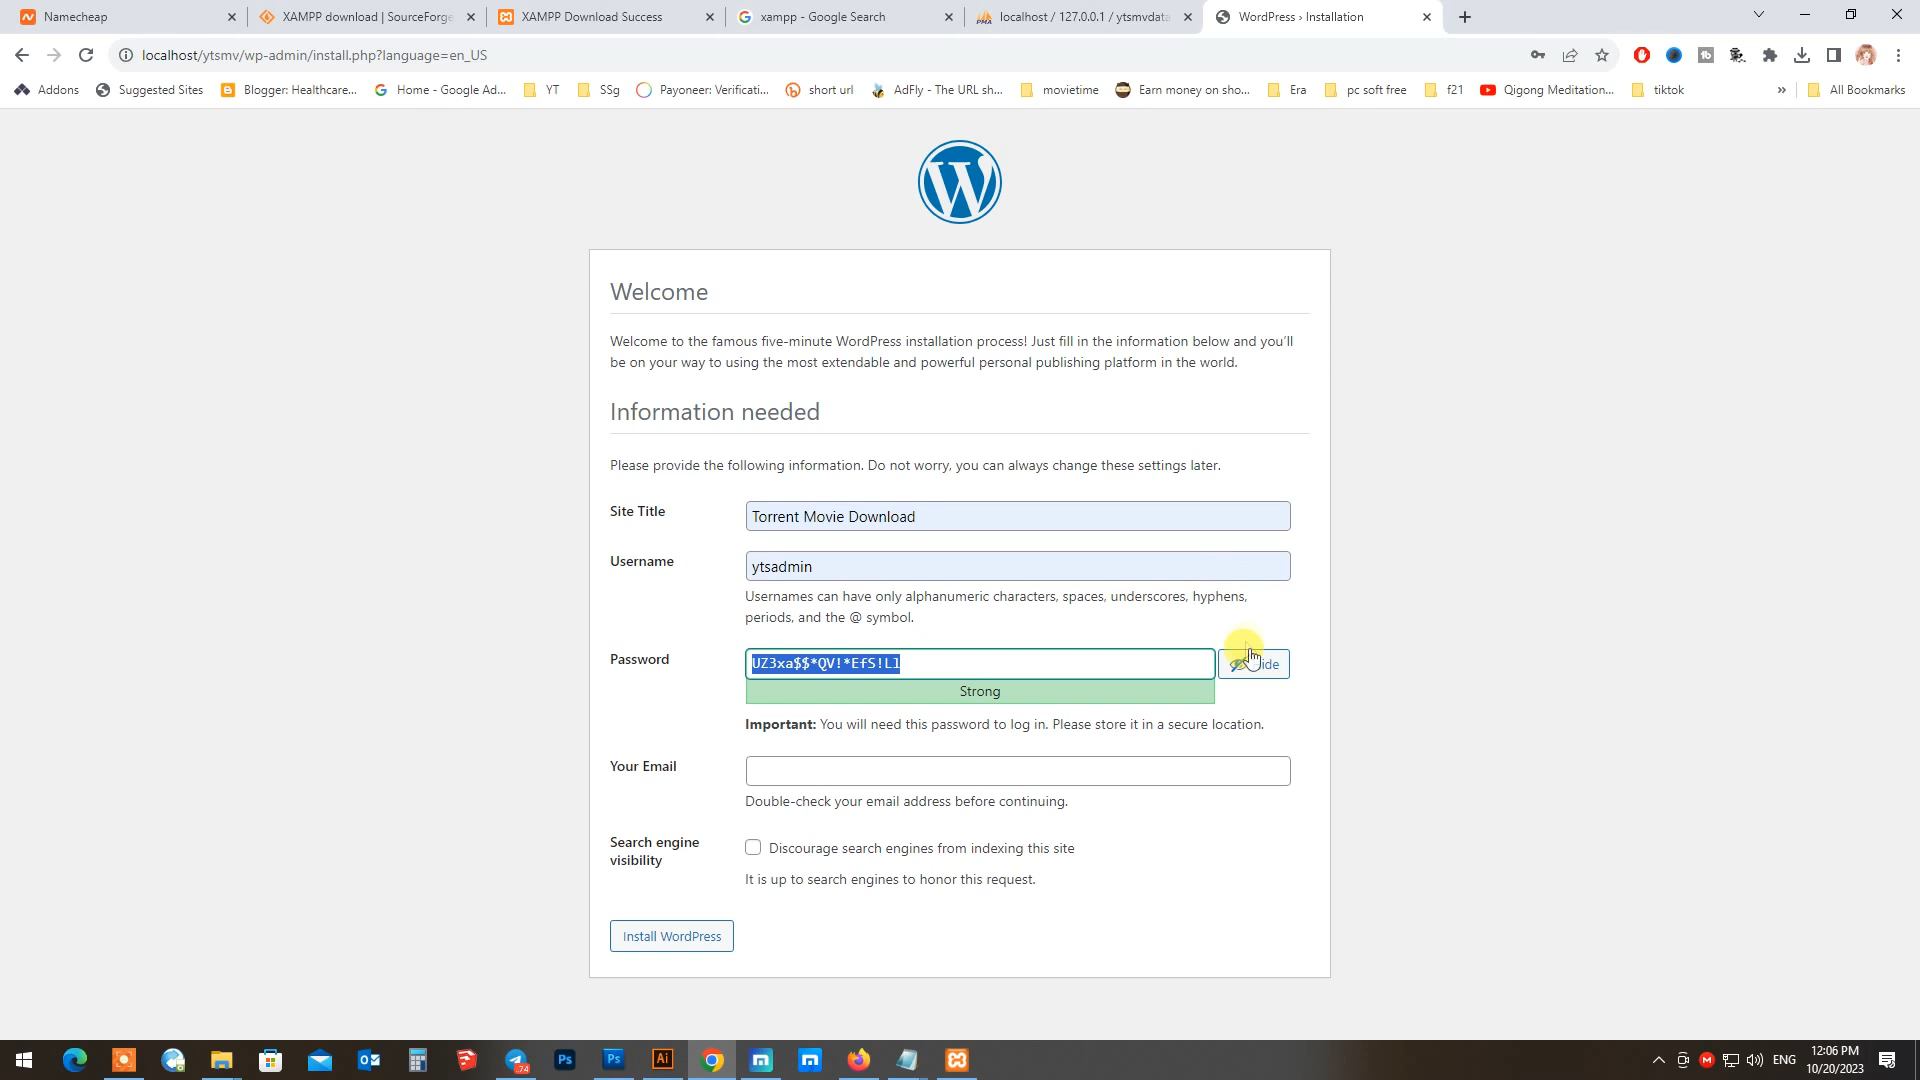 Namecheap
XAMPP download | SourceForge
XAMPP Download Success
xampp - Google Search
localhost / 127.0.0.1 / ytsmvdata
WordPress › Installation
localhost/ytsmv/wp-admin/install.php?language=en_US
Addons
Suggested Sites
Blogger: Healthcare...
Home - Google Ad...
YT
SSg
Payoneer: Verificati...
short url
AdFly - The URL sh...
movietime
Earn money on sho...
Era
pc soft free
f21
Qigong Meditation...
tiktok
»
All Bookmarks
Welcome
Welcome to the famous five-minute WordPress installation process! Just fill in the information below and you’ll
be on your way to using the most extendable and powerful personal publishing platform in the world.
Information needed
Please provide the following information. Do not worry, you can always change these settings later.
Site Title
Torrent Movie Download
Username
ytsadmin
Usernames can have only alphanumeric characters, spaces, underscores, hyphens,
periods, and the @ symbol.
Password
UZ3xa$$*QV!*EfS!Ll
Strong
Important: You will need this password to log in. Please store it in a secure location.
Your Email
Double-check your email address before continuing.
Search engine
visibility
Discourage search engines from indexing this site
It is up to search engines to honor this request.
Install WordPress
74
ENG
12:06 PM
10/20/2023